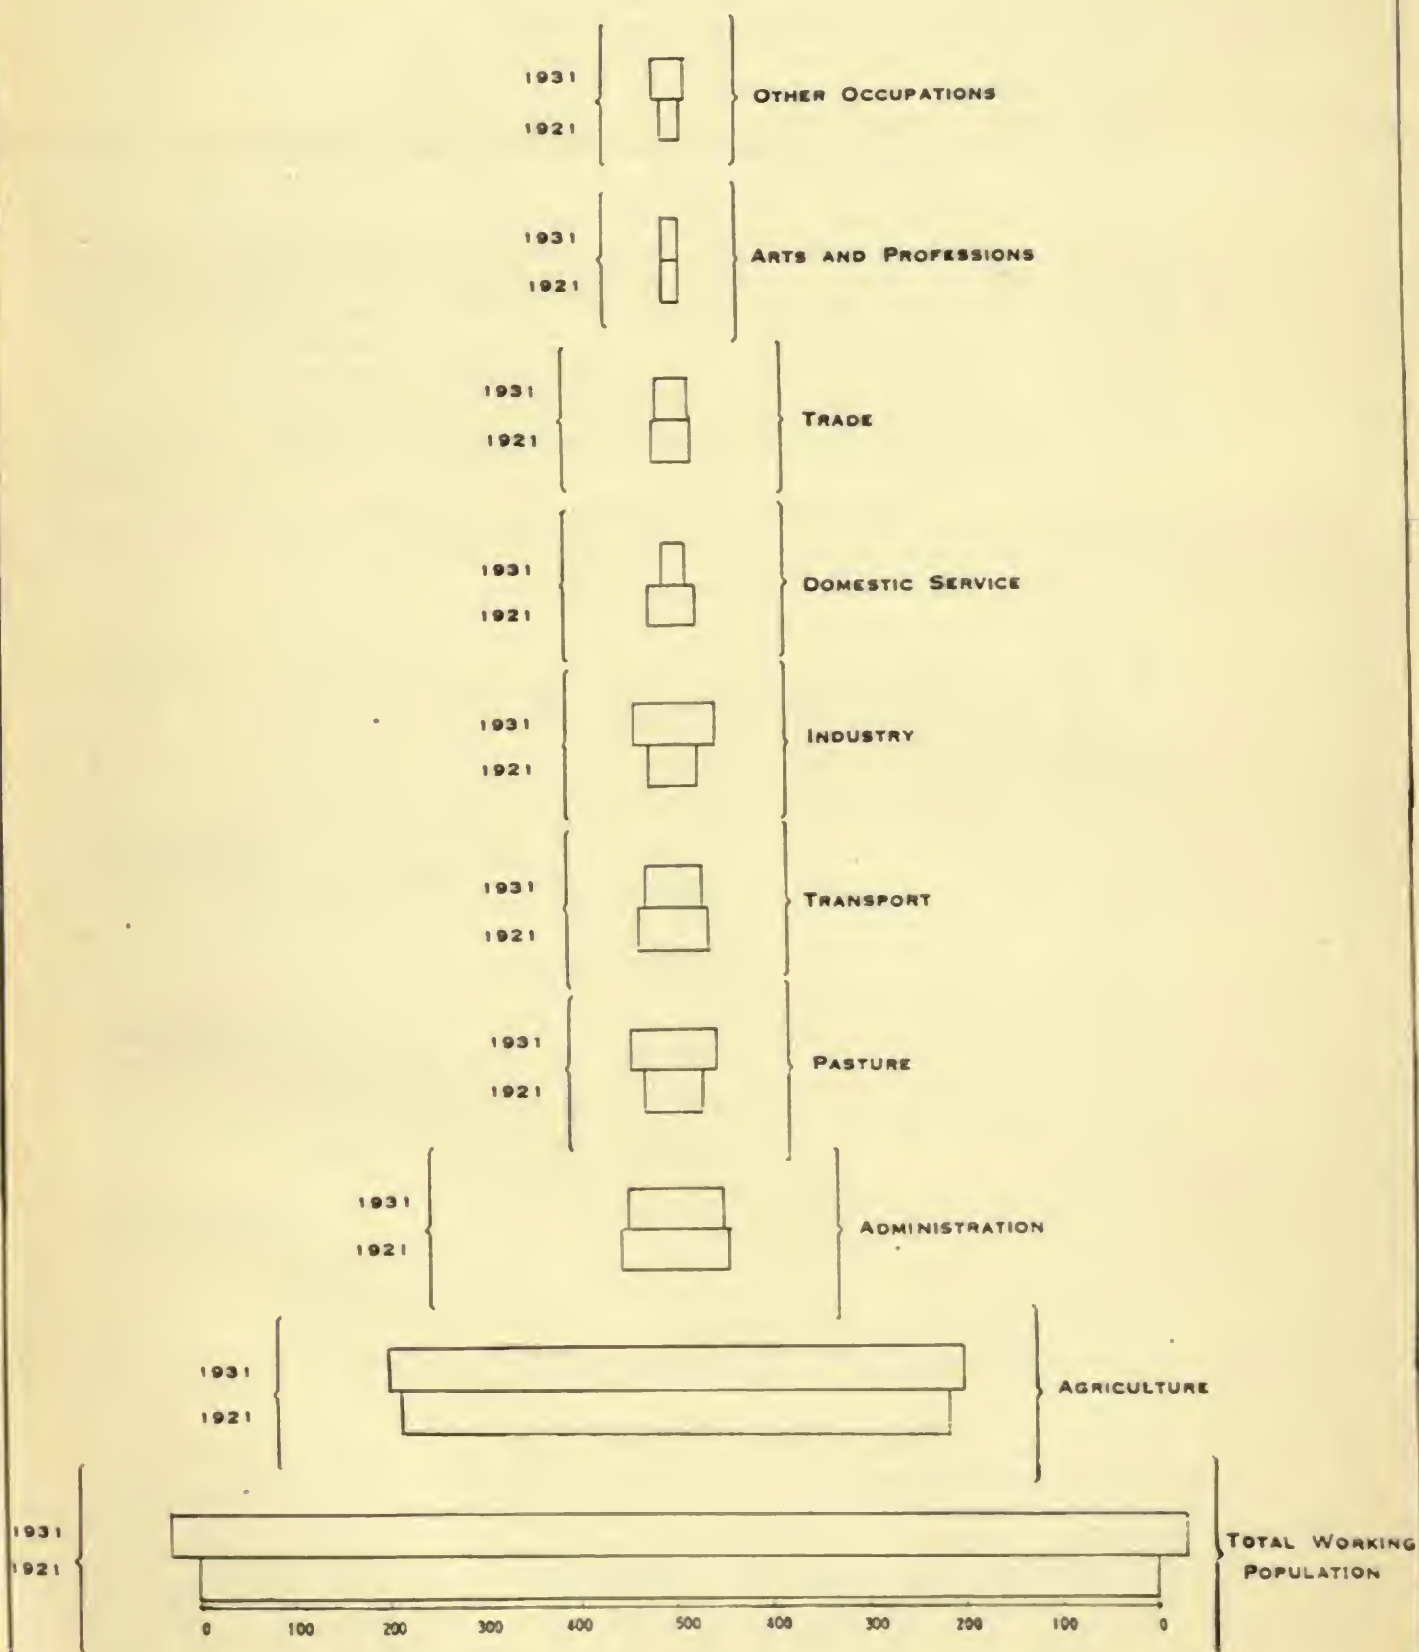 1931
OTHER OCCUPATIONS
1921
1931
ARTS AND PROFESSIONS
1921
1931
TRADE
1921
1931
DOMESTIC SERVICE
1921
1931
INDUSTRY
1921
1931
TRANSPORT
1921
1931
PASTURE
1921
1931
ADMINISTRATION
1921
1931
AGRICULTURE
1921
1931
TOTAL WORKING
1921
POPULATION
0 100 200 300 400 500 400 300 200 100 0